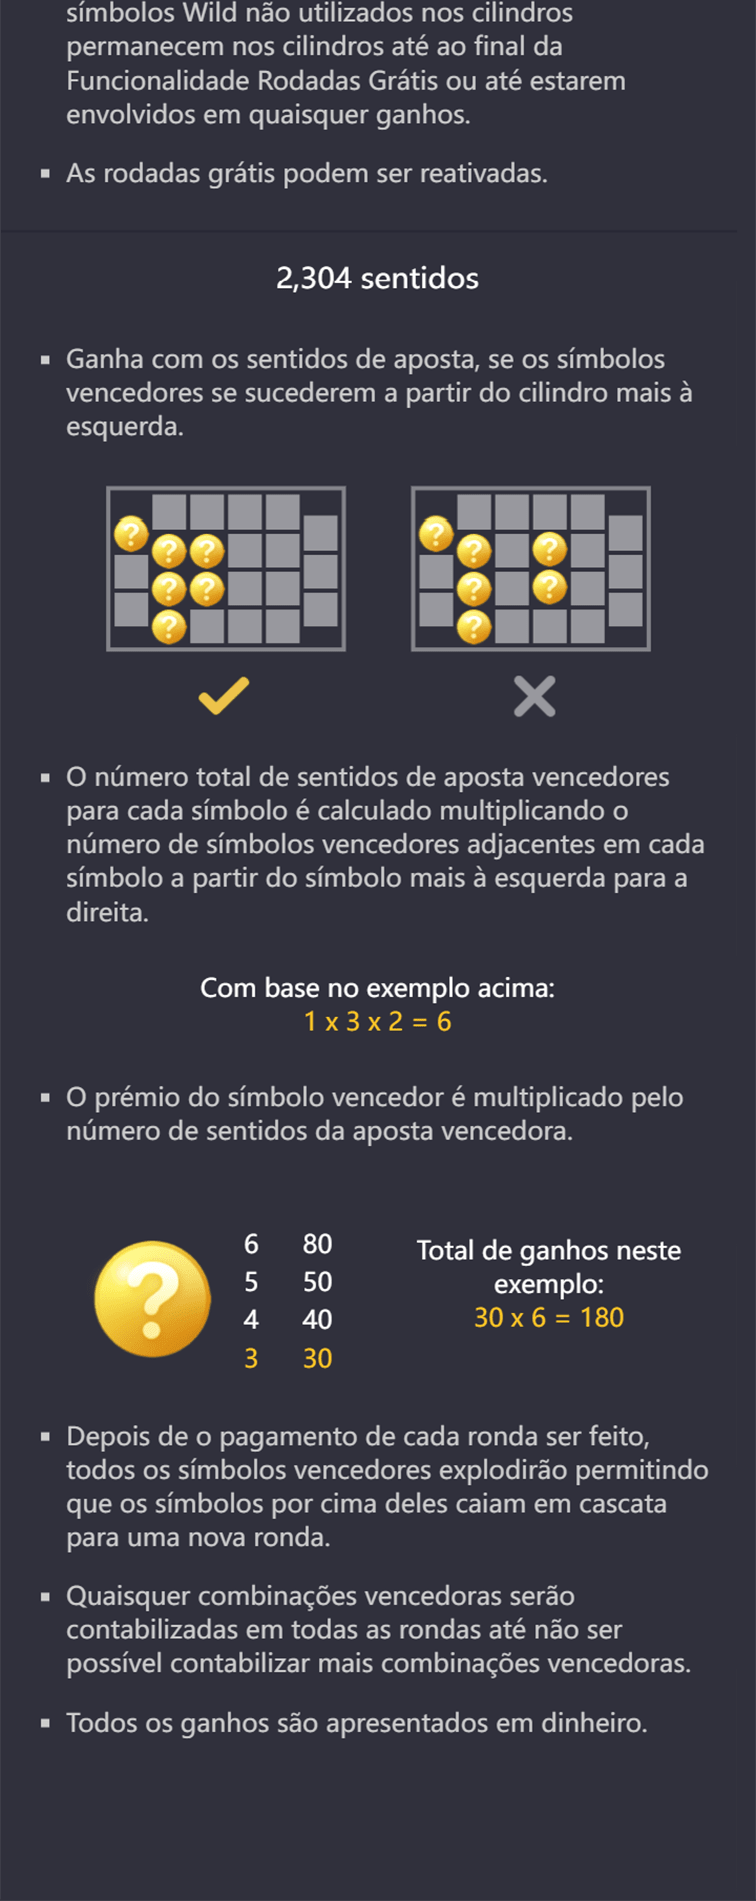 símbolos Wild não utilizados nos cilindros
permanecem nos cilindros até ao final da
Funcionalidade Rodadas Grátis ou até estarem
envolvidos em quaisquer ganhos.
As rodadas grátis podem ser reativadas.
2,304 sentidos
Ganha com os sentidos de aposta, se os símbolos
vencedores se sucederem a partir do cilindro mais à
esquerda.
O número total de sentidos de aposta vencedores
para cada símbolo é calculado multiplicando o
número de símbolos vencedores adjacentes em cada
símbolo a partir do símbolo mais à esquerda para a
direita.
Com base no exemplo acima:
1 x 3 x 2 = 6
O prémio do símbolo vencedor é multiplicado pelo
número de sentidos da aposta vencedora.
6 80
5 50
4 40
3 30
Total de ganhos neste
exemplo:
30 x 6 = 180
Depois de o pagamento de cada ronda ser feito,
todos os símbolos vencedores explodirão permitindo
que os símbolos por cima deles caiam em cascata
para uma nova ronda.
Quaisquer combinações vencedoras serão
contabilizadas em todas as rondas até não ser
possível contabilizar mais combinações vencedoras.
Todos os ganhos são apresentados em dinheiro.